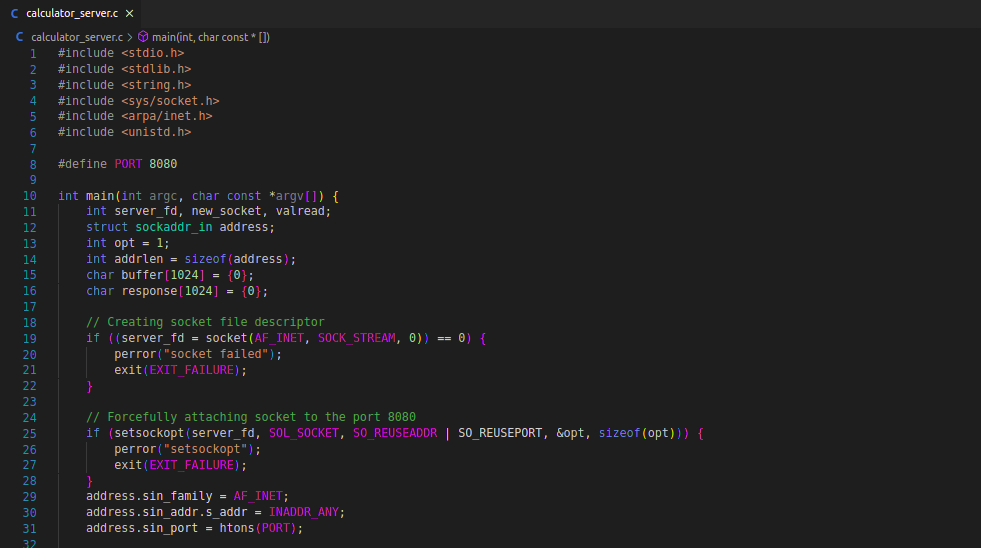 calculator_server.c
calculator_server.c > main(int, char const * [])
1 #include <stdio.h>
2 #include <stdlib.h>
3 #include <string.h>
4 #include <sys/socket.h>
5 #include <arpa/inet.h>
6 #include <unistd.h>
7
8 #define PORT 8080
9
10 int main(int argc, char const *argv[]) {
11     int server_fd, new_socket, valread;
12     struct sockaddr_in address;
13     int opt = 1;
14     int addrlen = sizeof(address);
15     char buffer[1024] = {0};
16     char response[1024] = {0};
17
18     // Creating socket file descriptor
19     if ((server_fd = socket(AF_INET, SOCK_STREAM, 0)) == 0) {
20         perror("socket failed");
21         exit(EXIT_FAILURE);
22     }
23
24     // Forcefully attaching socket to the port 8080
25     if (setsockopt(server_fd, SOL_SOCKET, SO_REUSEADDR | SO_REUSEPORT, &opt, sizeof(opt))) {
26         perror("setsockopt");
27         exit(EXIT_FAILURE);
28     }
29     address.sin_family = AF_INET;
30     address.sin_addr.s_addr = INADDR_ANY;
31     address.sin_port = htons(PORT);
32